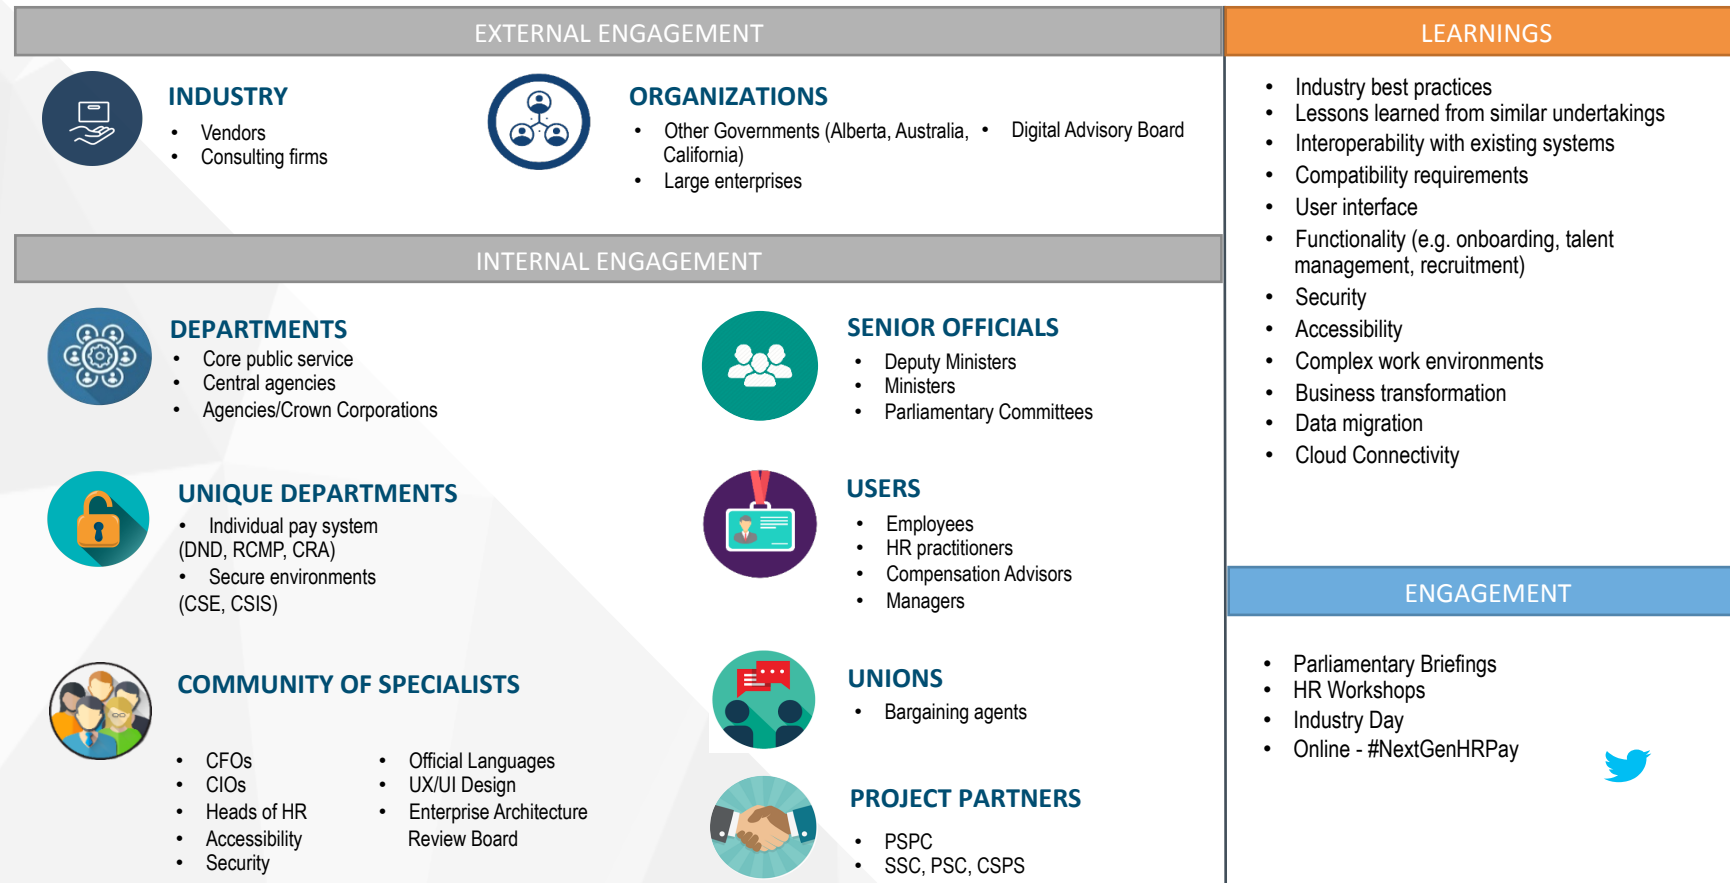 EXTERNAL ENGAGEMENT
INDUSTRY
• Vendors
• Consulting firms
ORGANIZATIONS
• Other Governments (Alberta, Australia,
California)
• Large enterprises
• Digital Advisory Board
INTERNAL ENGAGEMENT
DEPARTMENTS
• Core public service
• Central agencies
• Agencies/Crown Corporations
SENIOR OFFICIALS
• Deputy Ministers
• Ministers
• Parliamentary Committees
UNIQUE DEPARTMENTS
• Individual pay system
(DND, RCMP, CRA)
• Secure environments
(CSE, CSIS)
USERS
• Employees
• HR practitioners
• Compensation Advisors
• Managers
COMMUNITY OF SPECIALISTS
• CFOs
• CIOs
• Heads of HR
• Accessibility
• Security
• Official Languages
• UX/UI Design
• Enterprise Architecture
Review Board
UNIONS
• Bargaining agents
PROJECT PARTNERS
• PSPC
• SSC, PSC, CSPS
LEARNINGS
• Industry best practices
• Lessons learned from similar undertakings
• Interoperability with existing systems
• Compatibility requirements
• User interface
• Functionality (e.g. onboarding, talent
management, recruitment)
• Security
• Accessibility
• Complex work environments
• Business transformation
• Data migration
• Cloud Connectivity
ENGAGEMENT
• Parliamentary Briefings
• HR Workshops
• Industry Day
• Online - #NextGenHRPay